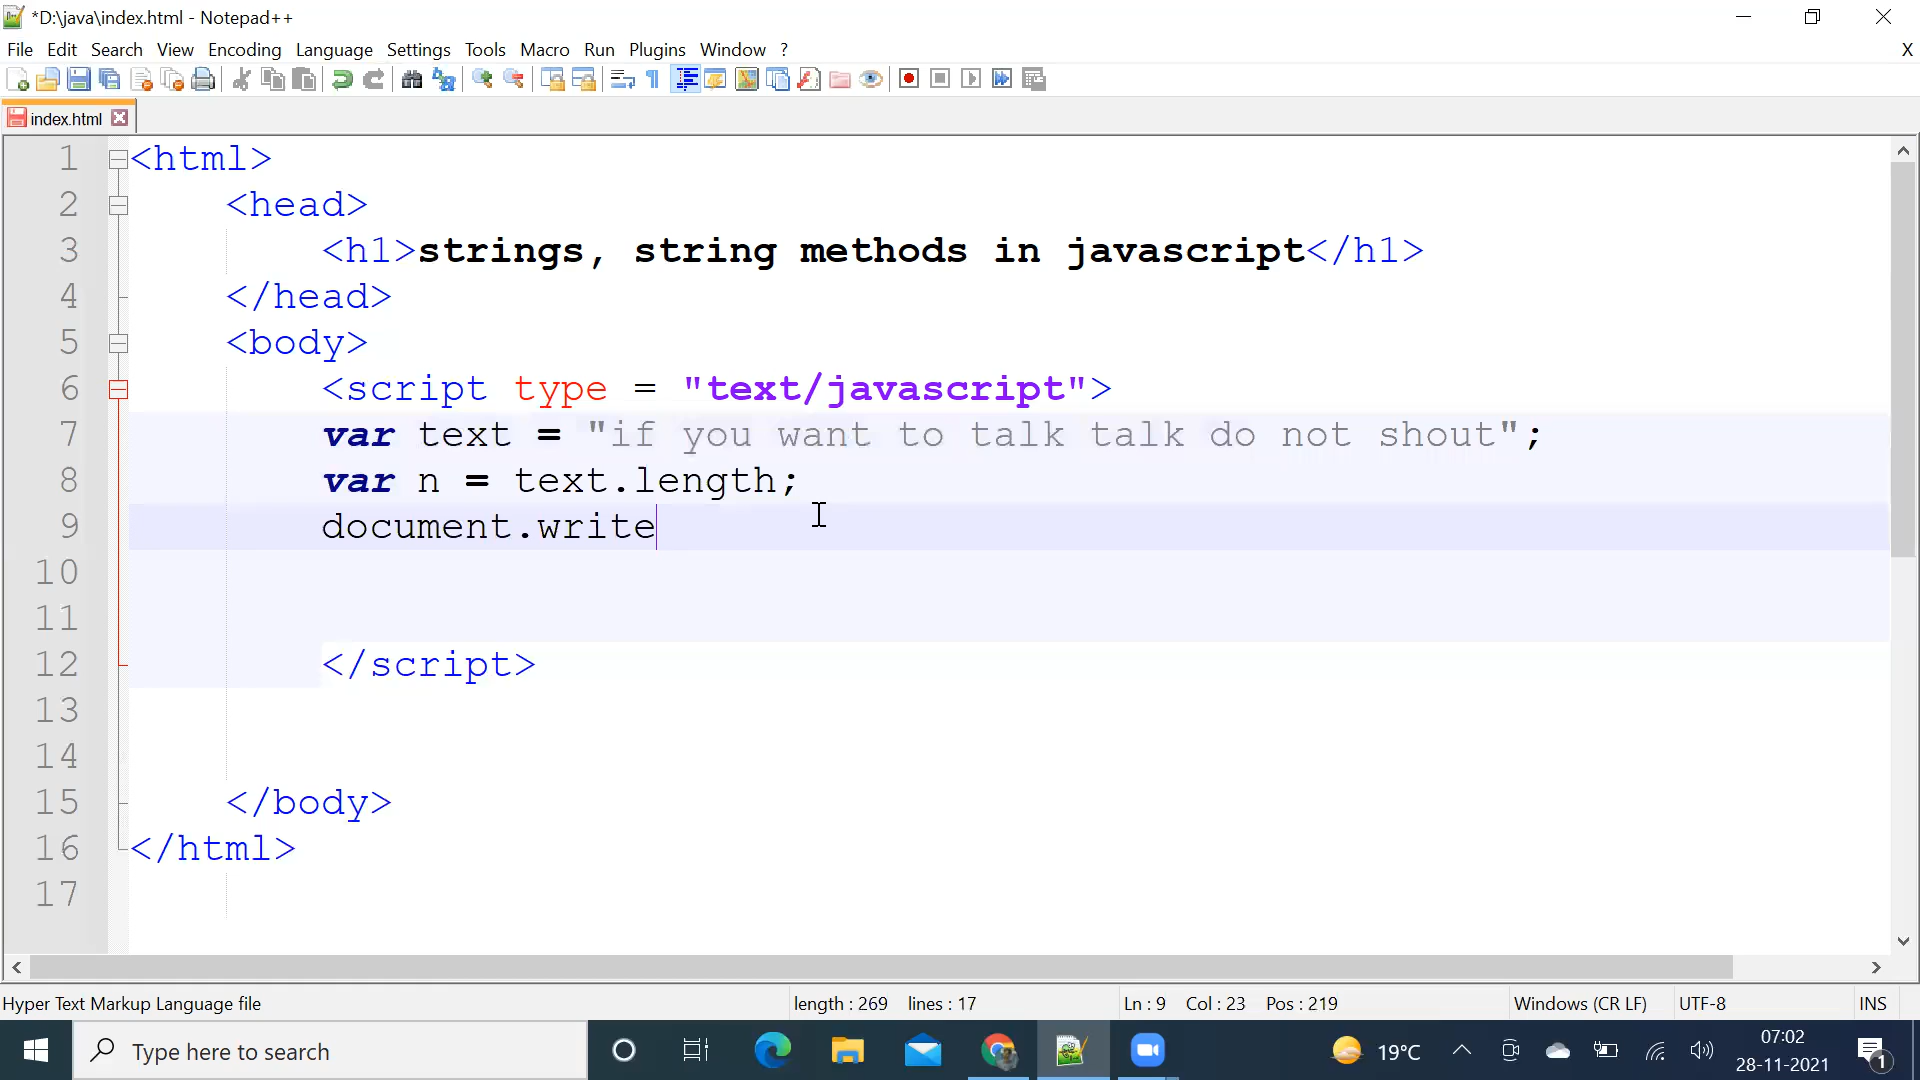 *D:\java\index.html - Notepad++
File Edit Search View Encoding Language Settings Tools Macro Run Plugins Window ? X
index.html
1 <html>
2 <head>
3 <h1>strings, string methods in javascript</h1>
4 </head>
5 <body>
6 <script type = "text/javascript">
7 var text = "if you want to talk talk do not shout";
8 var n = text.length;
9 document.write
10
11
12 </script>
13
14
15 </body>
16 </html>
17
Hyper Text Markup Language file length : 269 lines : 17 Ln : 9 Col : 23 Pos : 219 Windows (CR LF) UTF-8 INS
Type here to search 19°C 07:02
28-11-2021 1